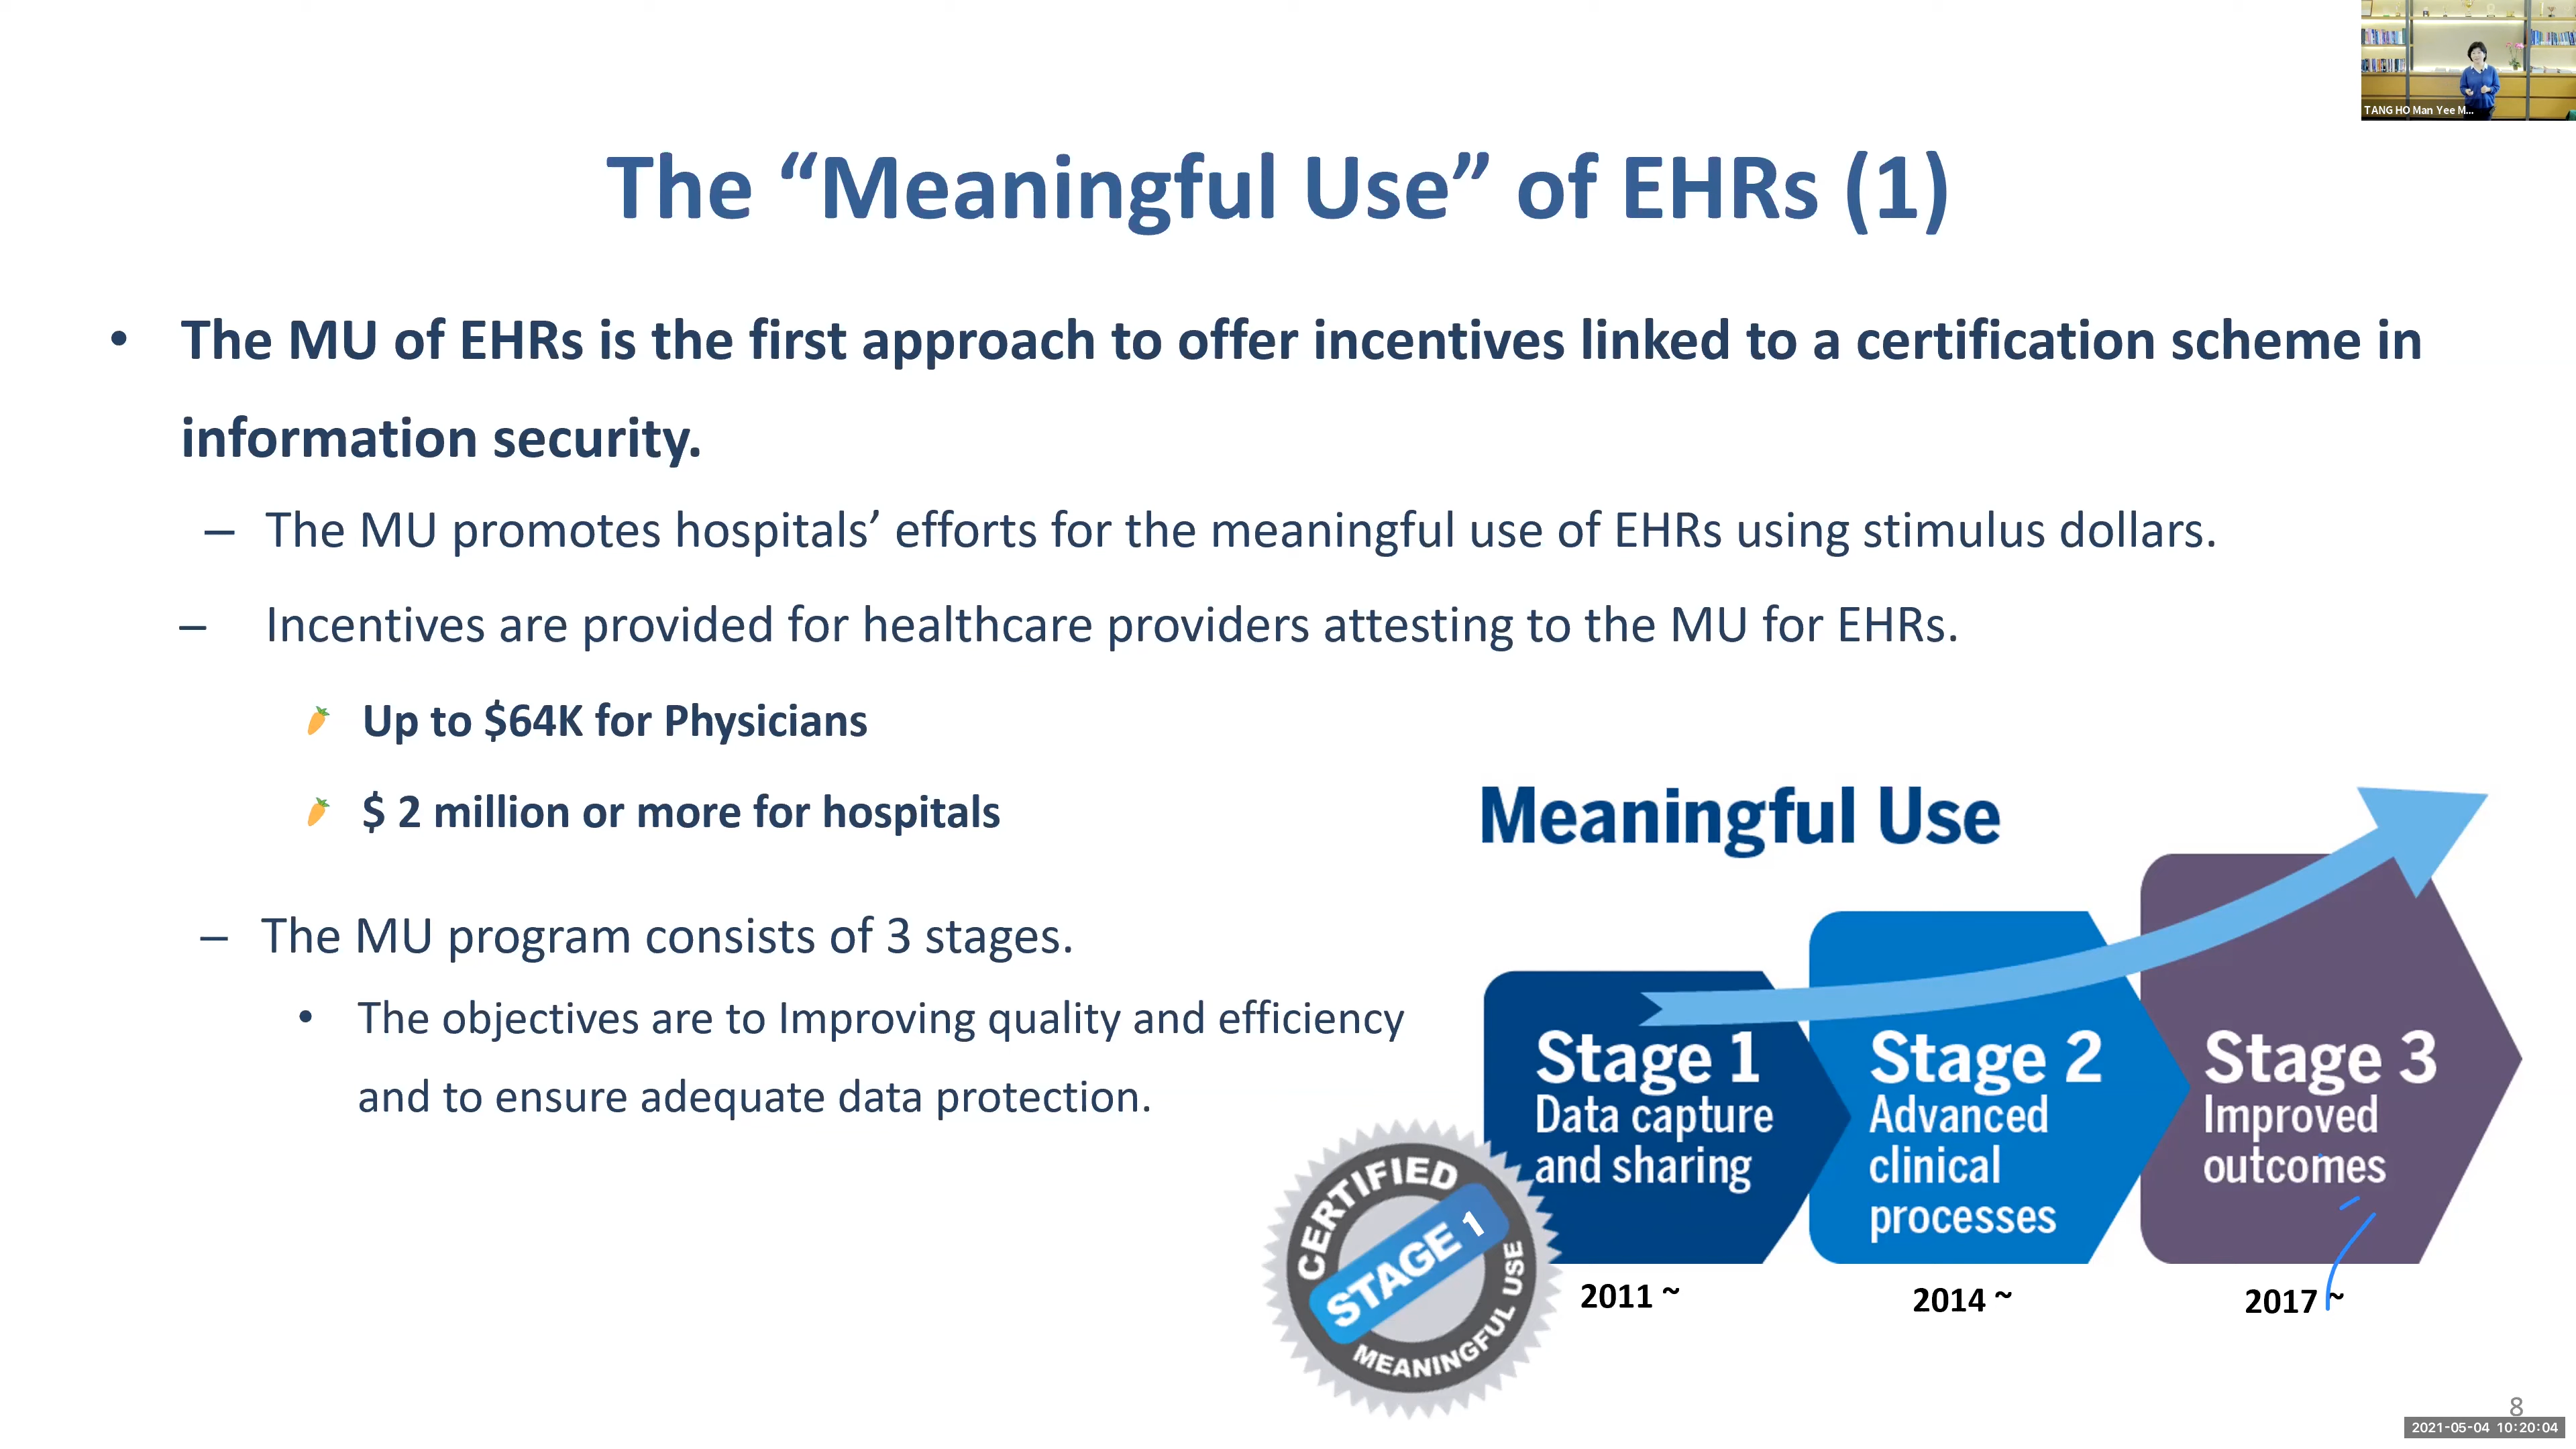 TANG HO Man Yee M...
The “Meaningful Use” of EHRs (1)
• The MU of EHRs is the first approach to offer incentives linked to a certification scheme in
information security.
– The MU promotes hospitals’ efforts for the meaningful use of EHRs using stimulus dollars.
– Incentives are provided for healthcare providers attesting to the MU for EHRs.
Up to $64K for Physicians
$ 2 million or more for hospitals
– The MU program consists of 3 stages.
• The objectives are to Improving quality and efficiency
and to ensure adequate data protection.
Meaningful Use
Stage 1
Data capture
and sharing
2011 ~
Stage 2
Advanced
clinical
processes
2014 ~
Stage 3
Improved
outcomes
2017 ~
CERTIFIED
STAGE 1
MEANINGFUL USE
8
2021-05-04 10:20:04